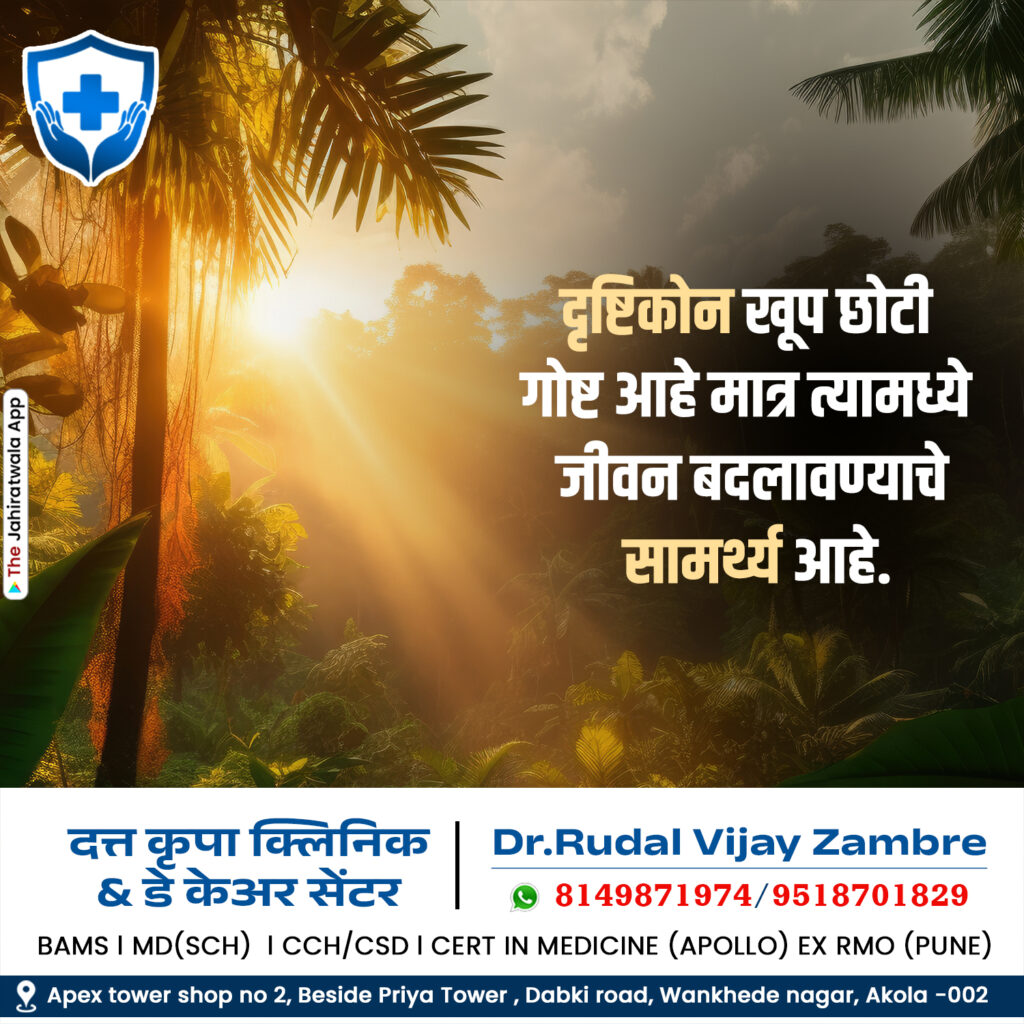 The Jahiratwala App
दृष्टिकोन खूप छोटी
गोष्ट आहे मात्र त्यामध्ये
जीवन बदलावण्याचे
सामर्थ्य आहे.
दत्त कृपा क्लिनिक
& डे केअर सेंटर
Dr.Rudal Vijay Zambre
8149871974/9518701829
BAMS l MD(SCH) l CCH/CSD l CERT IN MEDICINE (APOLLO) EX RMO (PUNE)
Apex tower shop no 2, Beside Priya Tower , Dabki road, Wankhede nagar, Akola -002